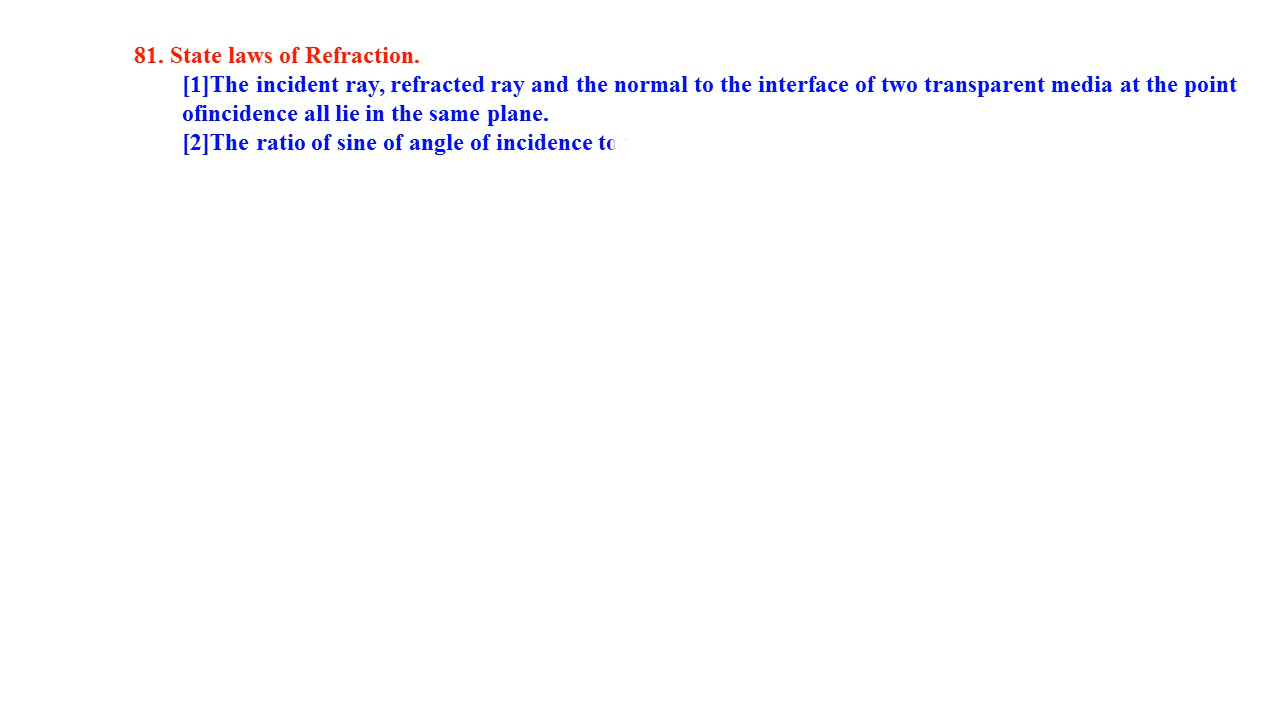 81. State laws of Refraction.
[1]The incident ray, refracted ray and the normal to the interface of two transparent media at the point
ofincidence all lie in the same plane.
[2]The ratio of sine of angle of incidence to